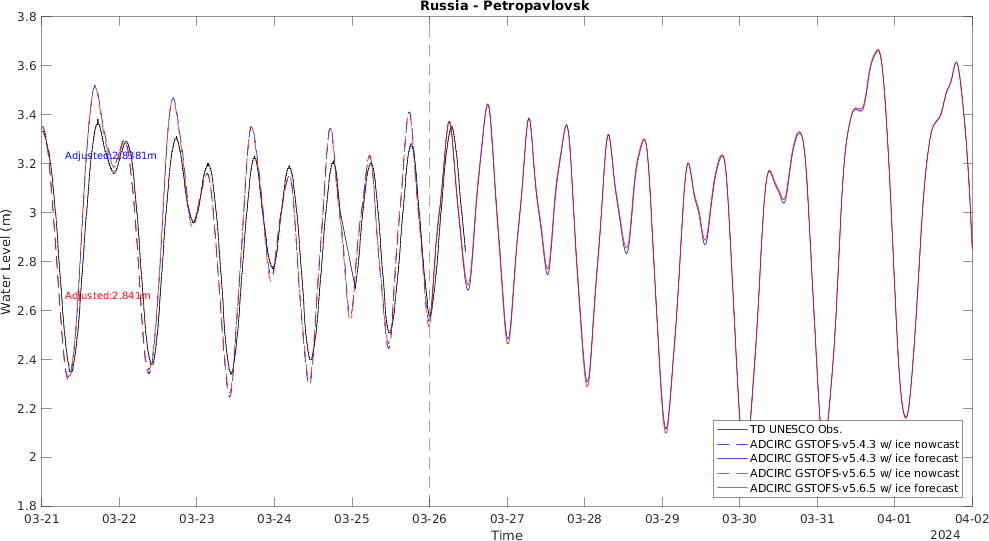 Russia - Petropavlovsk
3.8
3.6
3.4
3.2
3
2.8
2.6
2.4
2.2
2
1.8
Water Level (m)
Adjusted:2.8381m
Adjusted:2.841m
TD UNESCO Obs.
ADCIRC GSTOFS-v5.4.3 w/ ice nowcast
ADCIRC GSTOFS-v5.4.3 w/ ice forecast
ADCIRC GSTOFS-v5.6.5 w/ ice nowcast
ADCIRC GSTOFS-v5.6.5 w/ ice forecast
03-21 03-22 03-23 03-24 03-25 03-26 03-27 03-28 03-29 03-30 03-31 04-01 04-02
Time
2024